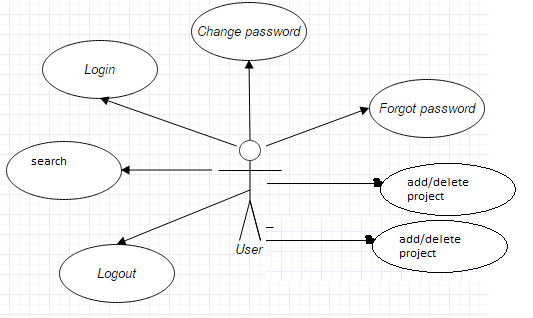 Change password
Login
Forgot password
search
add/delete
project
add/delete
project
User
Logout